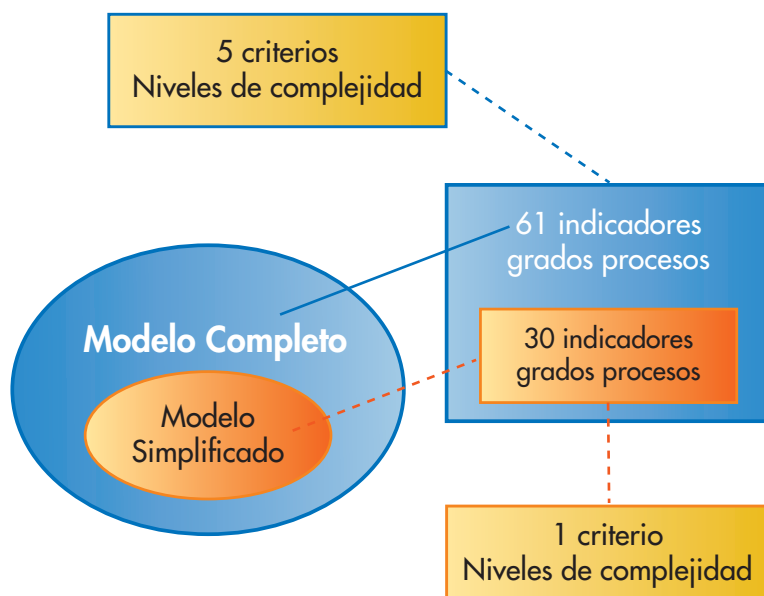 5 criterios
Niveles de complejidad
61 indicadores
grados procesos
Modelo Completo
30 indicadores
grados procesos
Modelo
Simplificado
1 criterio
Niveles de complejidad